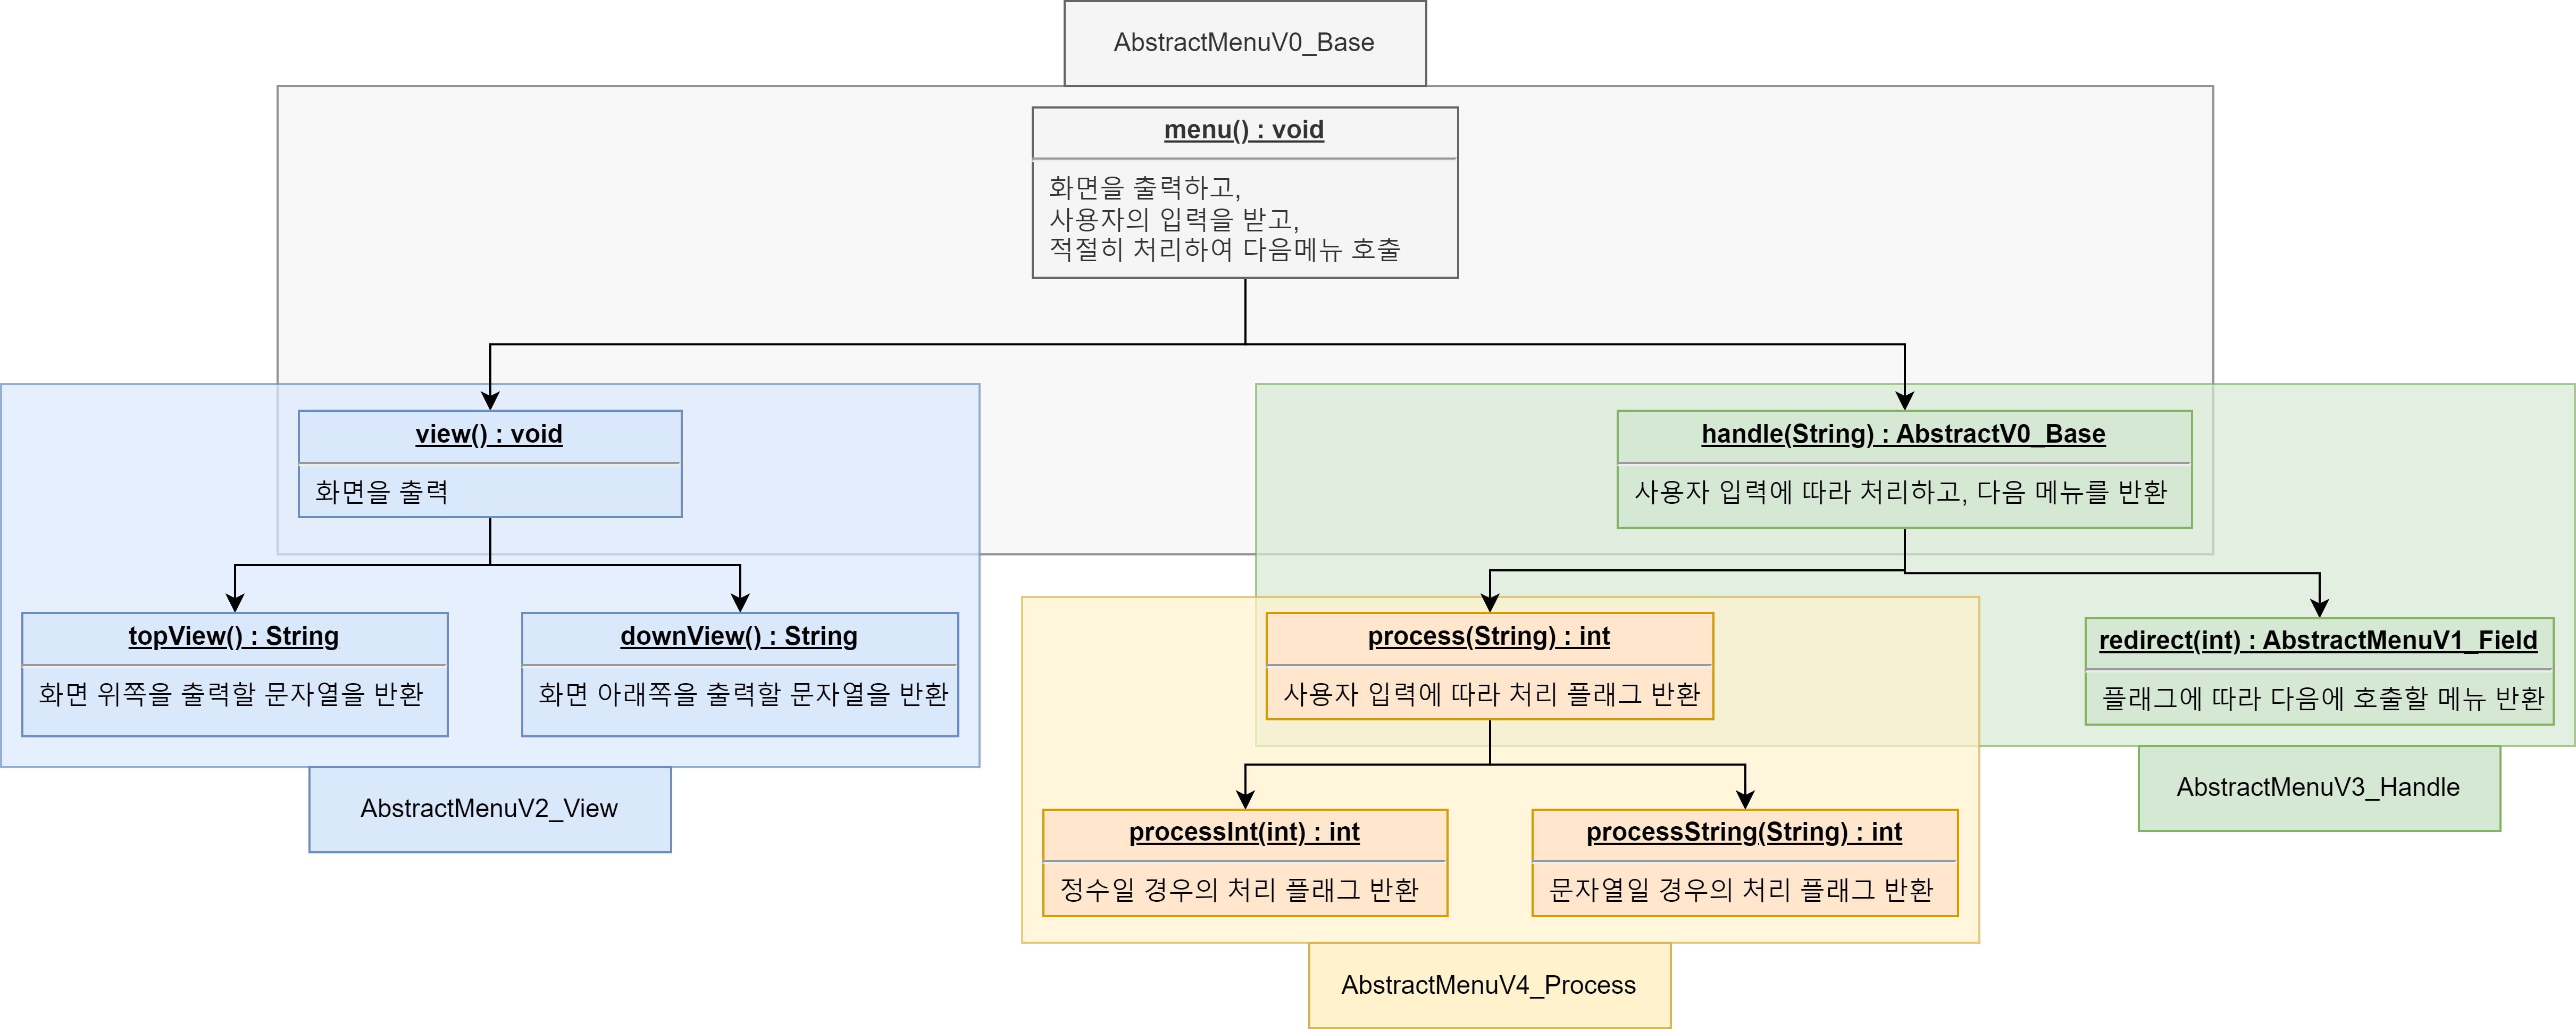 AbstractMenuV0_Base
menu() : void
화면을 출력하고,
사용자의 입력을 받고,
적절히 처리하여 다음메뉴 호출
view() : void
화면을 출력
handle(String) : AbstractV0_Base
사용자 입력에 따라 처리하고, 다음 메뉴를 반환
topView() : String
화면 위쪽을 출력할 문자열을 반환
downView() : String
화면 아래쪽을 출력할 문자열을 반환
process(String) : int
사용자 입력에 따라 처리 플래그 반환
redirect(int) : AbstractMenuV1_Field
플래그에 따라 다음에 호출할 메뉴 반환
AbstractMenuV2_View
AbstractMenuV3_Handle
processInt(int) : int
정수일 경우의 처리 플래그 반환
processString(String) : int
문자열일 경우의 처리 플래그 반환
AbstractMenuV4_Process